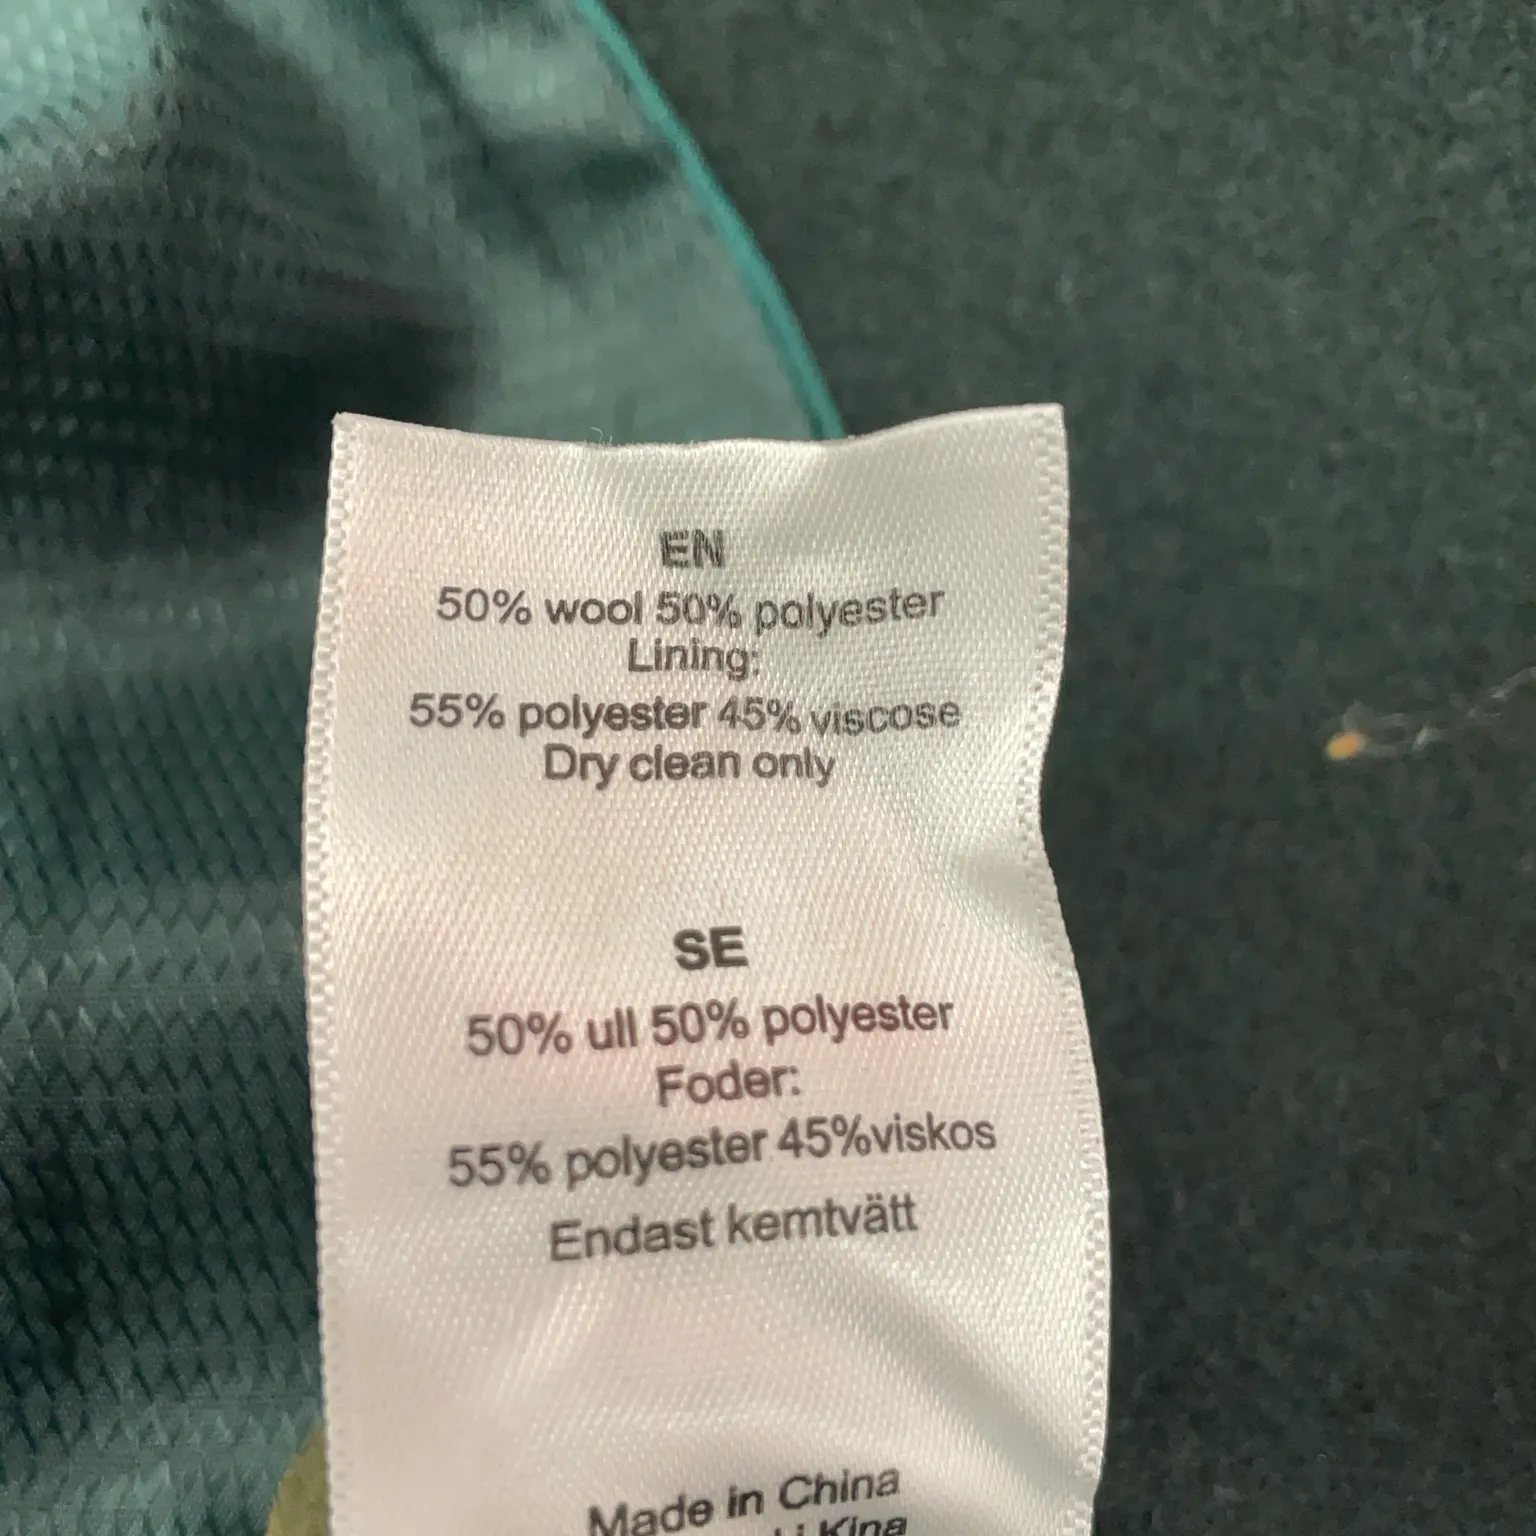 EN
50% wool 50% polyester
Lining:
55% polyester 45% viscose
Dry clean only
SE
50% ull 50% polyester
Foder:
55% polyester 45%viskos
Endast kemtvätt
Made in China
i Kina